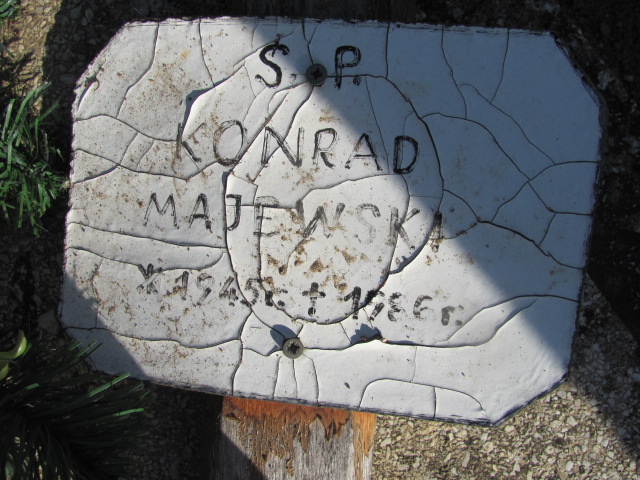 Ś. P.
KONRAD
MAJEWSKI
* 1945r. † 1986r.